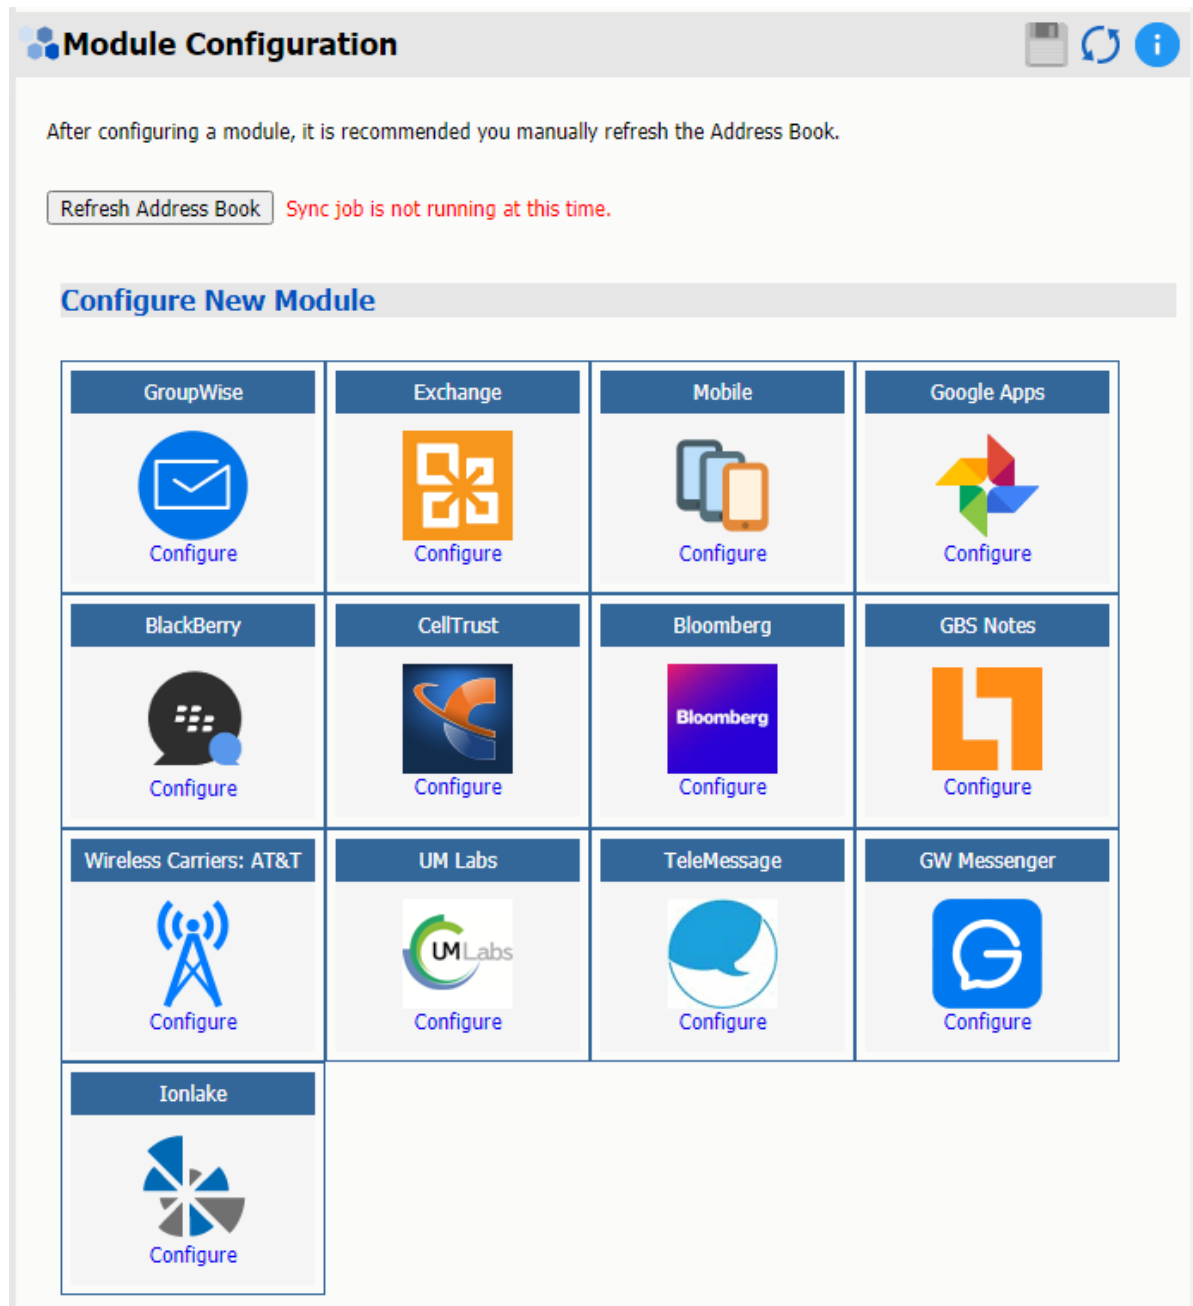 Module Configuration
After configuring a module, it is recommended you manually refresh the Address Book.
Refresh Address Book Sync job is not running at this time.
Configure New Module
GroupWise Exchange Mobile Google Apps
Configure Configure Configure Configure
BlackBerry CellTrust Bloomberg GBS Notes
Bloomberg
Configure Configure Configure Configure
Wireless Carriers: AT&T UM Labs TeleMessage GW Messenger
UMLabs
Configure Configure Configure Configure
Ionlake
Configure